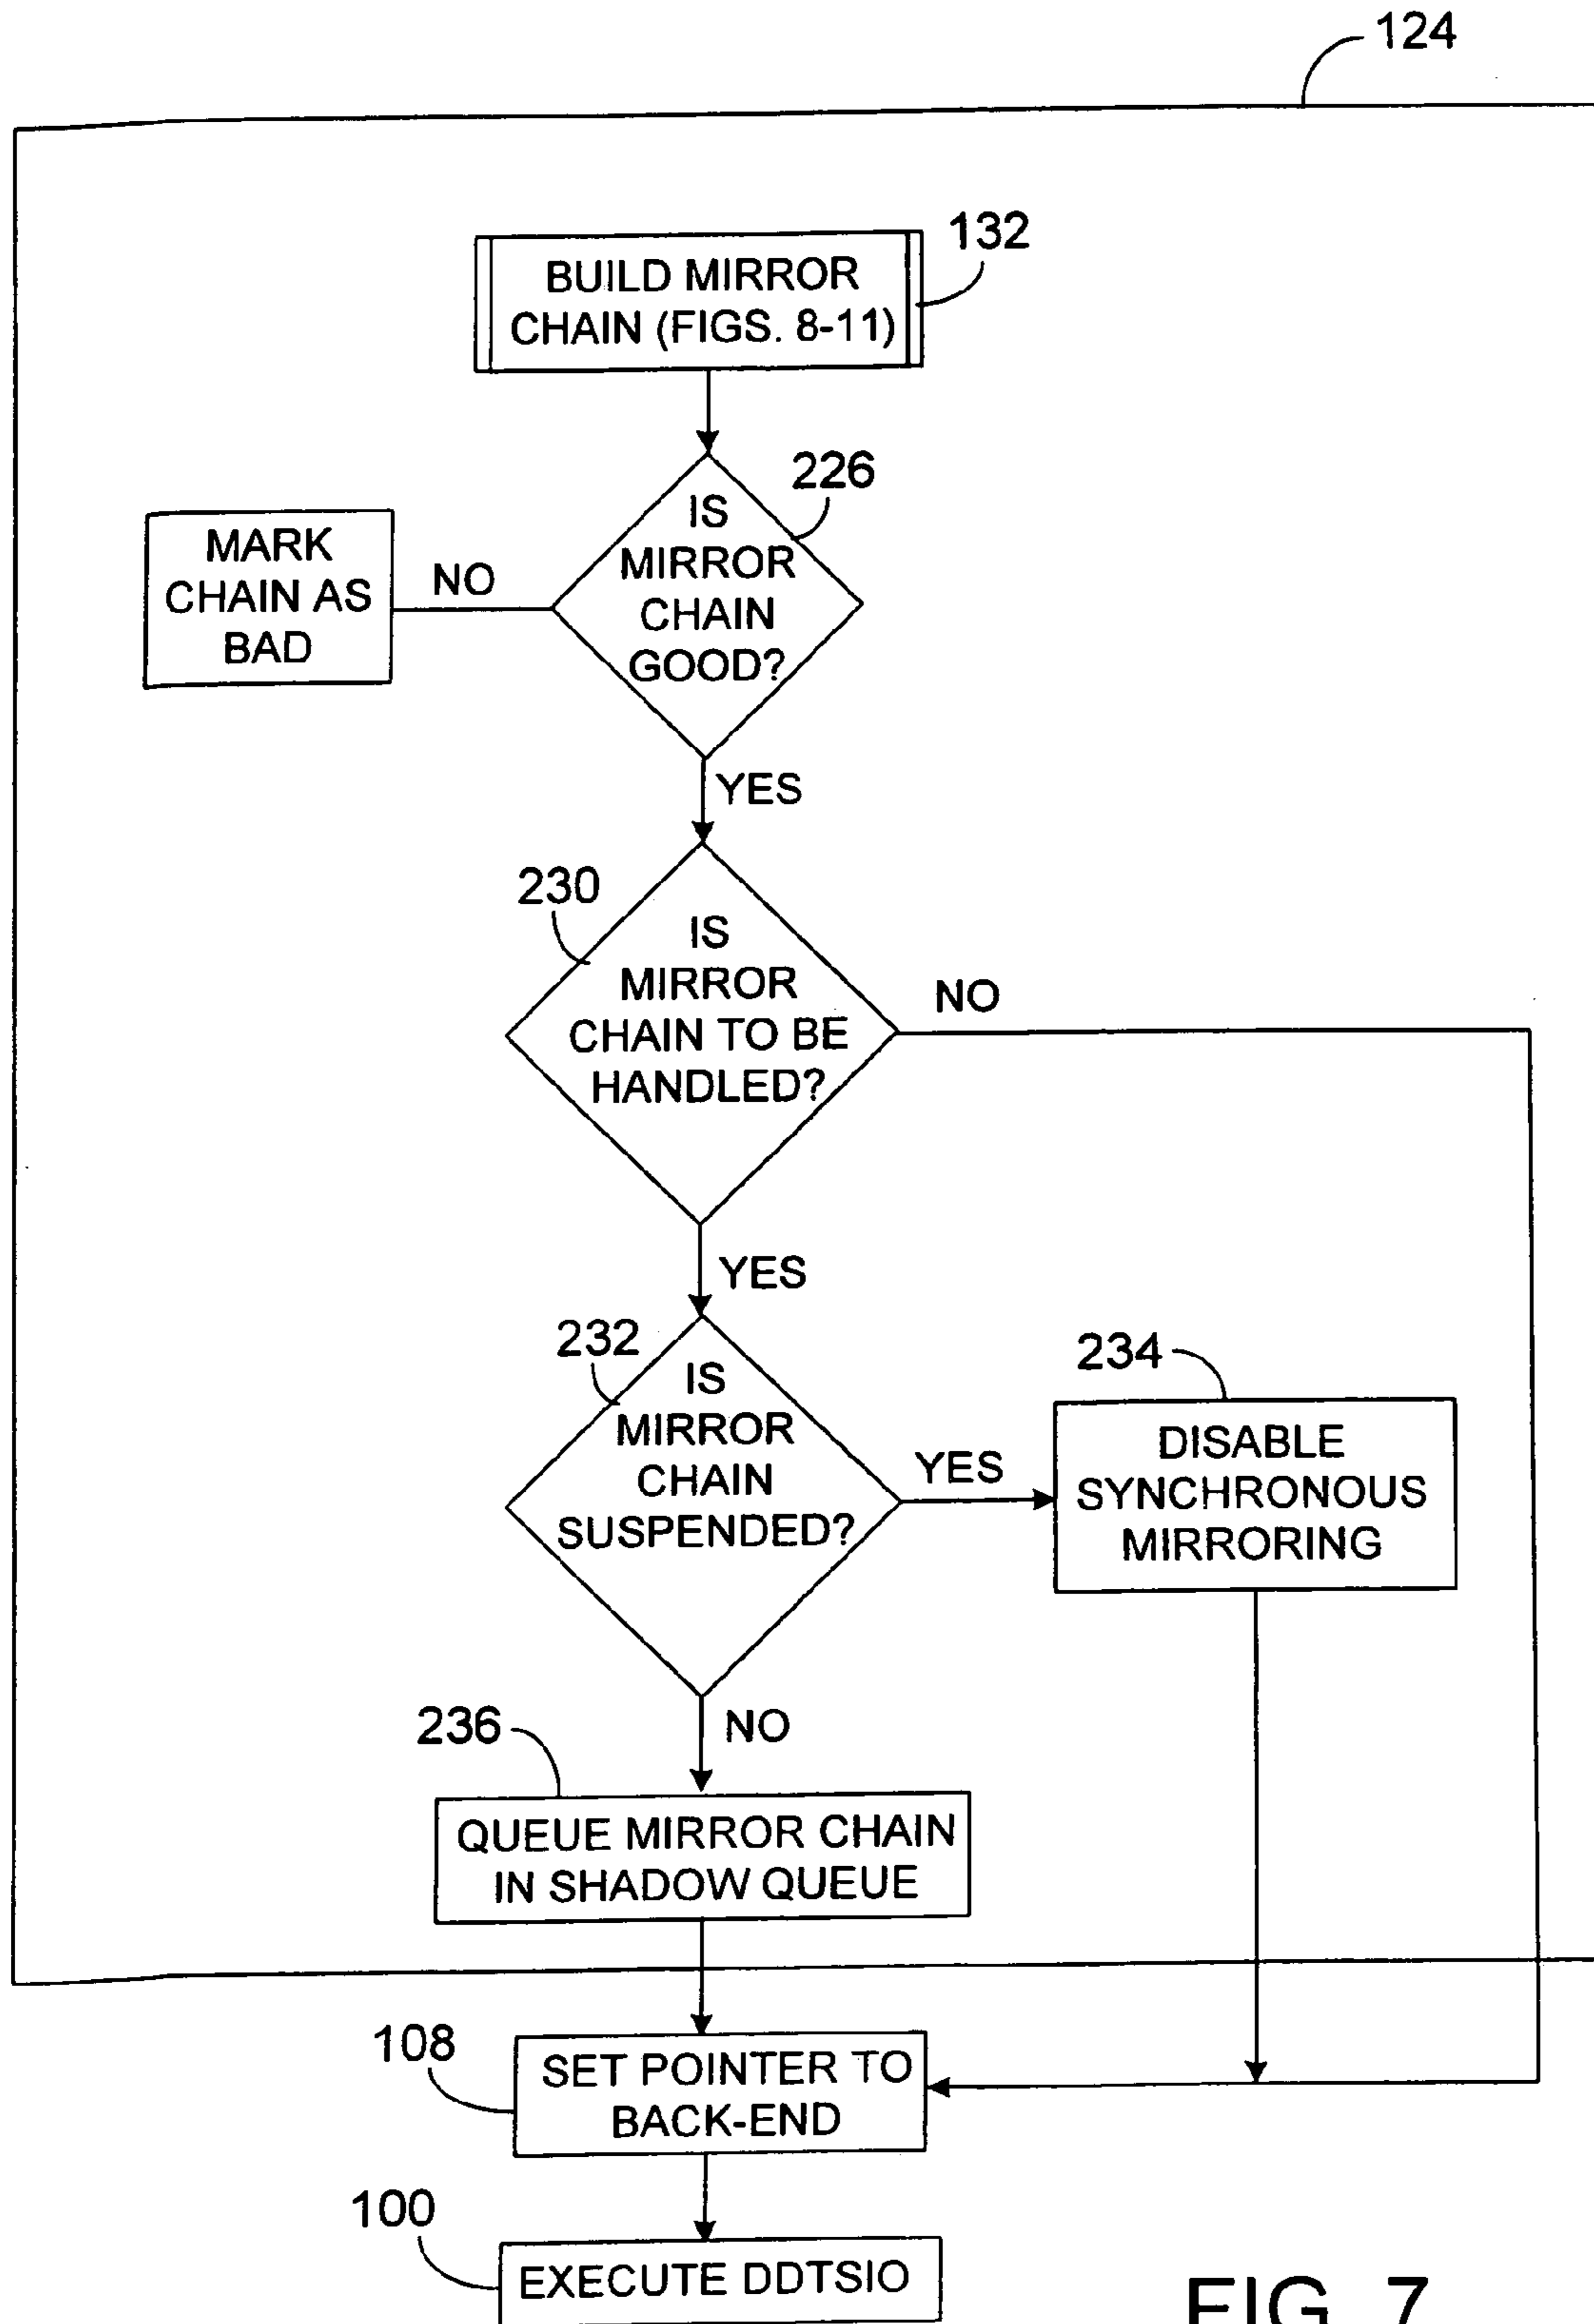 124
132
BUILD MIRROR
CHAIN (FIGS. 8-11)
226
IS
MIRROR
CHAIN
GOOD?
NO
MARK
CHAIN AS
BAD
YES
230
IS
MIRROR
CHAIN TO BE
HANDLED?
NO
YES
232
IS
MIRROR
CHAIN
SUSPENDED?
YES
234
DISABLE
SYNCHRONOUS
MIRRORING
NO
236
QUEUE MIRROR CHAIN
IN SHADOW QUEUE
108
SET POINTER TO
BACK-END
100
EXECUTE DDTSIO
FIG. 7